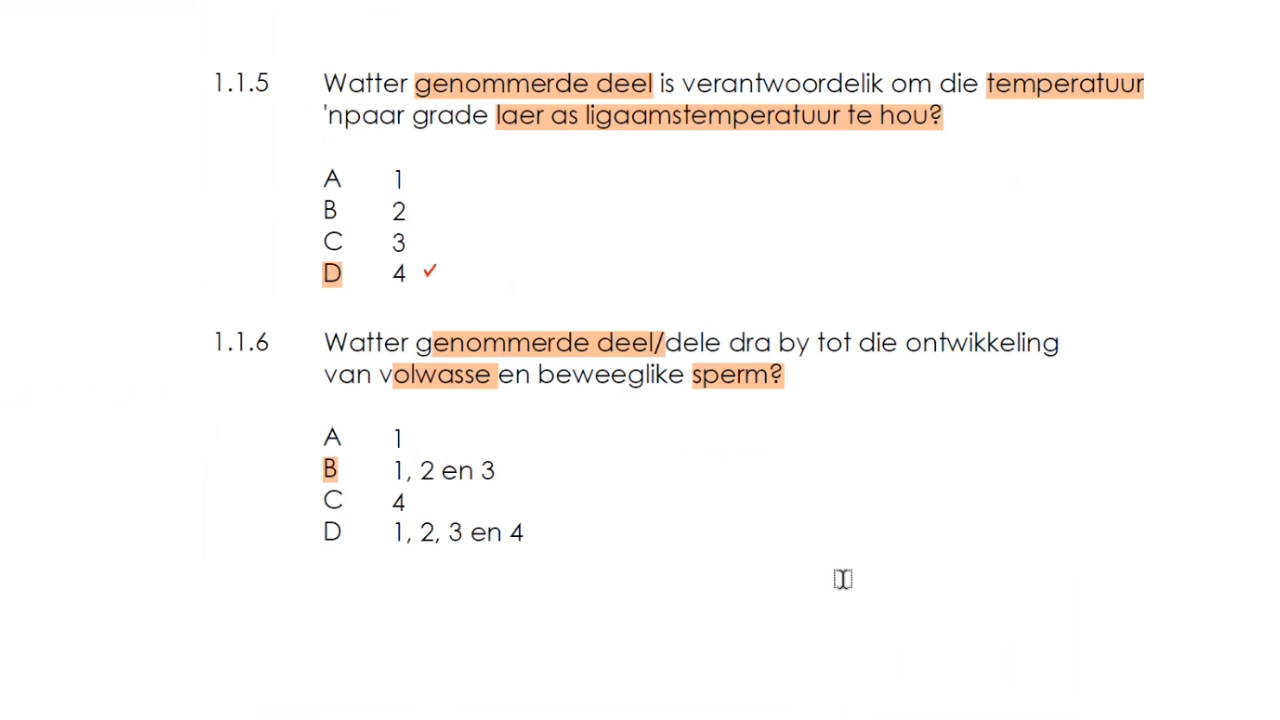 1.1.5 Watter genommerde deel is verantwoordelik om die temperatuur
'npaar grade laer as ligaamstemperatuur te hou?
A 1
B 2
C 3
D 4 ✓
1.1.6 Watter genommerde deel/dele dra by tot die ontwikkeling
van volwasse en beweeglike sperm?
A 1
B 1, 2 en 3
C 4
D 1, 2, 3 en 4